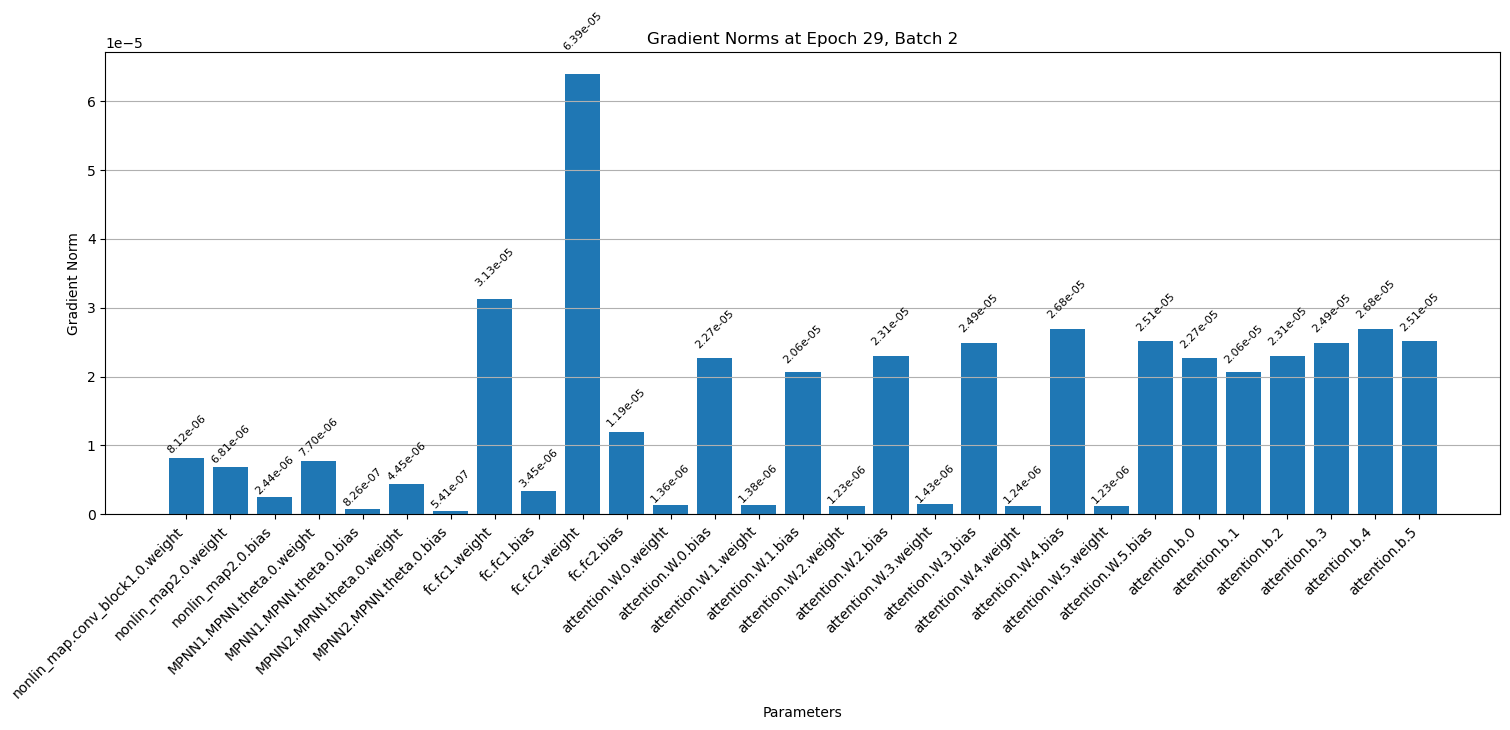 Gradient Norms at Epoch 29, Batch 2
1e−5
Gradient Norm
6
5
4
3
2
1
0
8.12e-06
6.81e-06
2.44e-06
7.70e-06
8.26e-07
4.45e-06
5.41e-07
3.13e-05
3.45e-06
6.39e-05
1.19e-05
1.36e-06
2.27e-05
1.38e-06
2.06e-05
1.23e-06
2.31e-05
1.43e-06
2.49e-05
1.24e-06
2.68e-05
1.23e-06
2.51e-05
2.27e-05
2.06e-05
2.31e-05
2.49e-05
2.68e-05
2.51e-05
nonlin_map.conv_block1.0.weight
nonlin_map2.0.weight
nonlin_map2.0.bias
MPNN1.MPNN.theta.0.weight
MPNN1.MPNN.theta.0.bias
MPNN2.MPNN.theta.0.weight
MPNN2.MPNN.theta.0.bias
fc.fc1.weight
fc.fc1.bias
fc.fc2.weight
fc.fc2.bias
attention.W.0.weight
attention.W.0.bias
attention.W.1.weight
attention.W.1.bias
attention.W.2.weight
attention.W.2.bias
attention.W.3.weight
attention.W.3.bias
attention.W.4.weight
attention.W.4.bias
attention.W.5.weight
attention.W.5.bias
attention.b.0
attention.b.1
attention.b.2
attention.b.3
attention.b.4
attention.b.5
Parameters